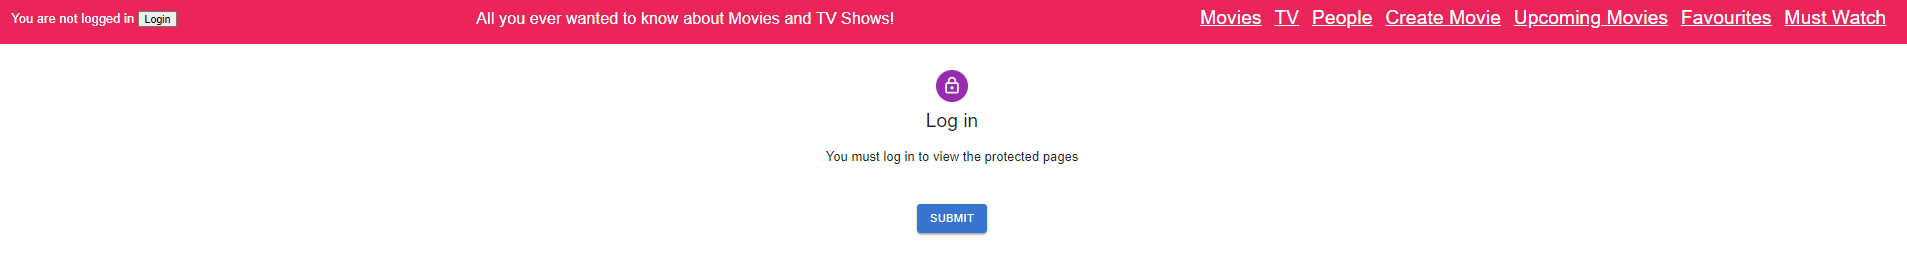 You are not logged in Login All you ever wanted to know about Movies and TV Shows! Movies TV People Create Movie Upcoming Movies Favourites Must Watch
Log in
You must log in to view the protected pages
SUBMIT